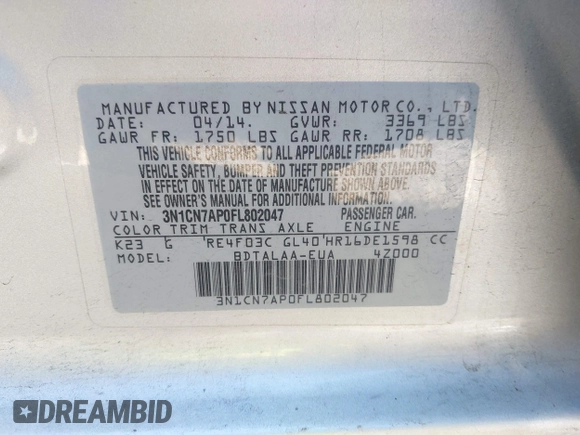 MANUFACTURED BY NISSAN MOTOR CO., LTD.
DATE: 04/14. GVWR: 3369 LBS
GAWR FR: 1750 LBS GAWR RR: 1708 LBS
THIS VEHICLE CONFORMS TO ALL APPLICABLE FEDERAL MOTOR
VEHICLE SAFETY, BUMPER AND THEFT PREVENTION STANDARDS
IN EFFECT ON THE DATE OF MANUFACTURE SHOWN ABOVE.
SEE OWNER'S MANUAL FOR ADDITIONAL INFORMATION.
VIN: 3N1CN7AP0FL802047 PASSENGER CAR.
COLOR TRIM TRANS AXLE ENGINE
K23 G RE4F03C GL40 HR16DE1598 CC
MODEL: BDTALAA-EUA 4Z000
3N1CN7AP0FL802047
DREAMBID